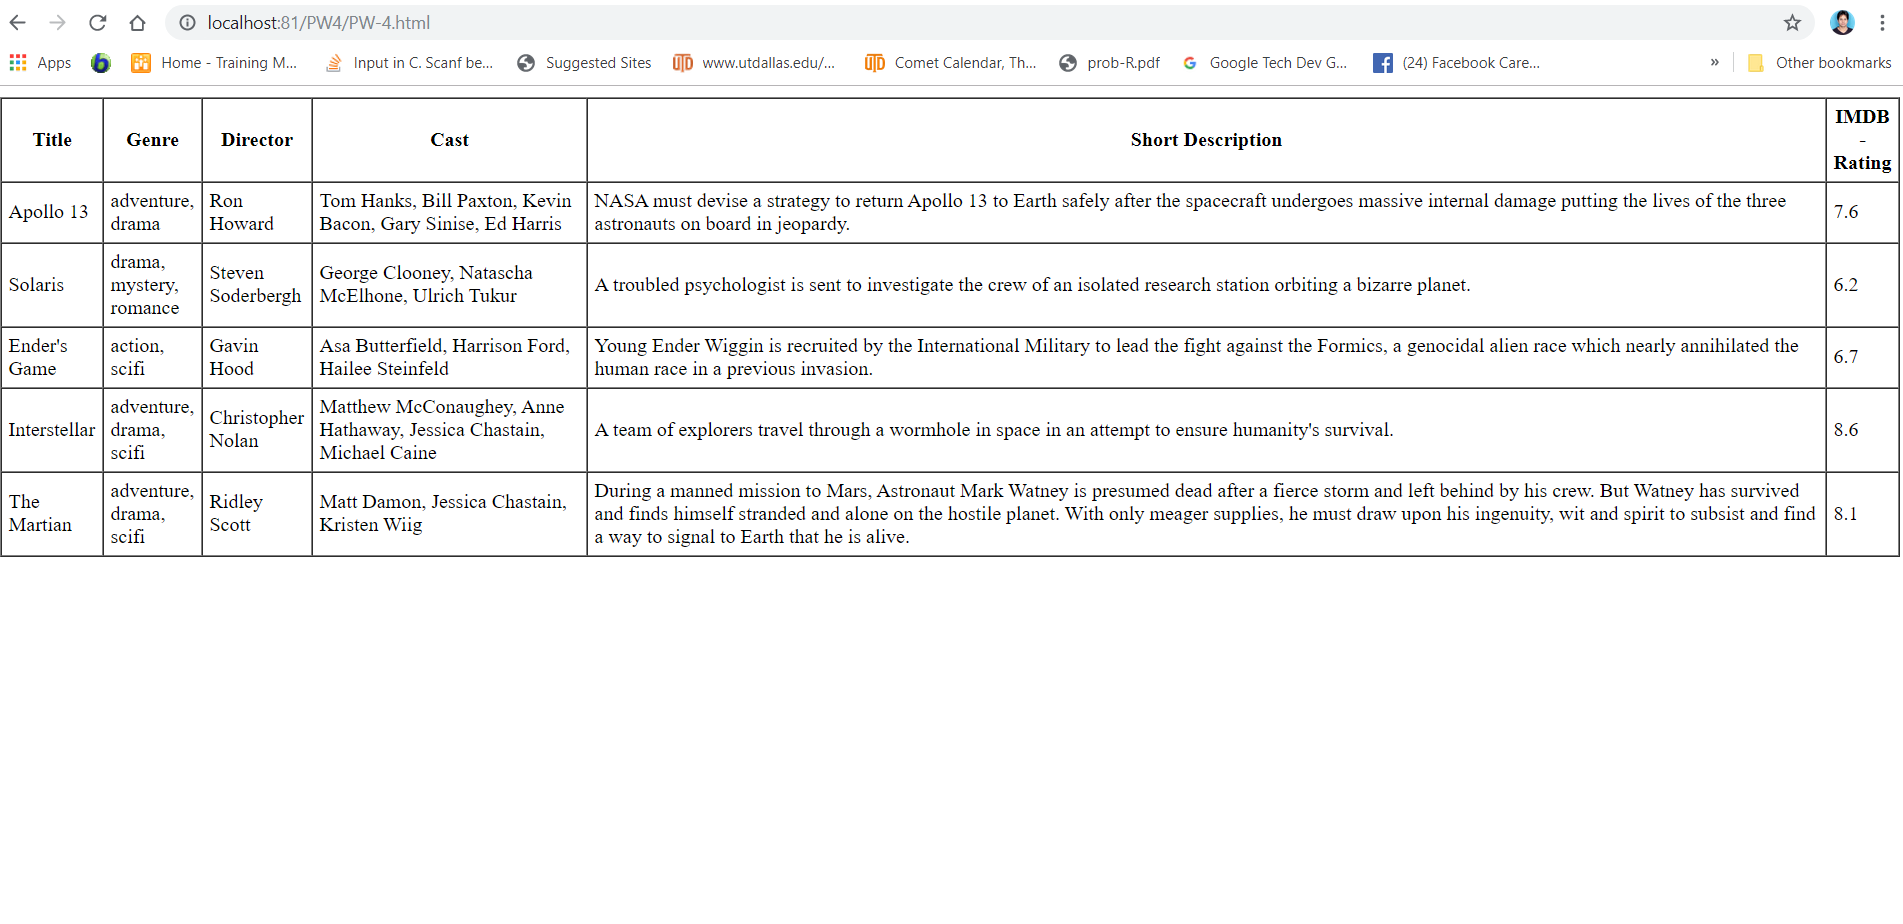 localhost:81/PW4/PW-4.html
Apps b Home - Training M... Input in C. Scanf be... Suggested Sites UTD www.utdallas.edu/... UTD Comet Calendar, Th... prob-R.pdf G Google Tech Dev G... f (24) Facebook Care... » Other bookmarks
Title Genre Director Cast Short Description IMDB
-
Rating
Apollo 13
adventure,
drama
Ron
Howard
Tom Hanks, Bill Paxton, Kevin
Bacon, Gary Sinise, Ed Harris
NASA must devise a strategy to return Apollo 13 to Earth safely after the spacecraft undergoes massive internal damage putting the lives of the three
astronauts on board in jeopardy.
7.6
Solaris
drama,
mystery,
romance
Steven
Soderbergh
George Clooney, Natascha
McElhone, Ulrich Tukur
A troubled psychologist is sent to investigate the crew of an isolated research station orbiting a bizarre planet.
6.2
Ender's
Game
action,
scifi
Gavin
Hood
Asa Butterfield, Harrison Ford,
Hailee Steinfeld
Young Ender Wiggin is recruited by the International Military to lead the fight against the Formics, a genocidal alien race which nearly annihilated the
human race in a previous invasion.
6.7
Interstellar
adventure,
drama,
scifi
Christopher
Nolan
Matthew McConaughey, Anne
Hathaway, Jessica Chastain,
Michael Caine
A team of explorers travel through a wormhole in space in an attempt to ensure humanity's survival.
8.6
The
Martian
adventure,
drama,
scifi
Ridley
Scott
Matt Damon, Jessica Chastain,
Kristen Wiig
During a manned mission to Mars, Astronaut Mark Watney is presumed dead after a fierce storm and left behind by his crew. But Watney has survived
and finds himself stranded and alone on the hostile planet. With only meager supplies, he must draw upon his ingenuity, wit and spirit to subsist and find
a way to signal to Earth that he is alive.
8.1